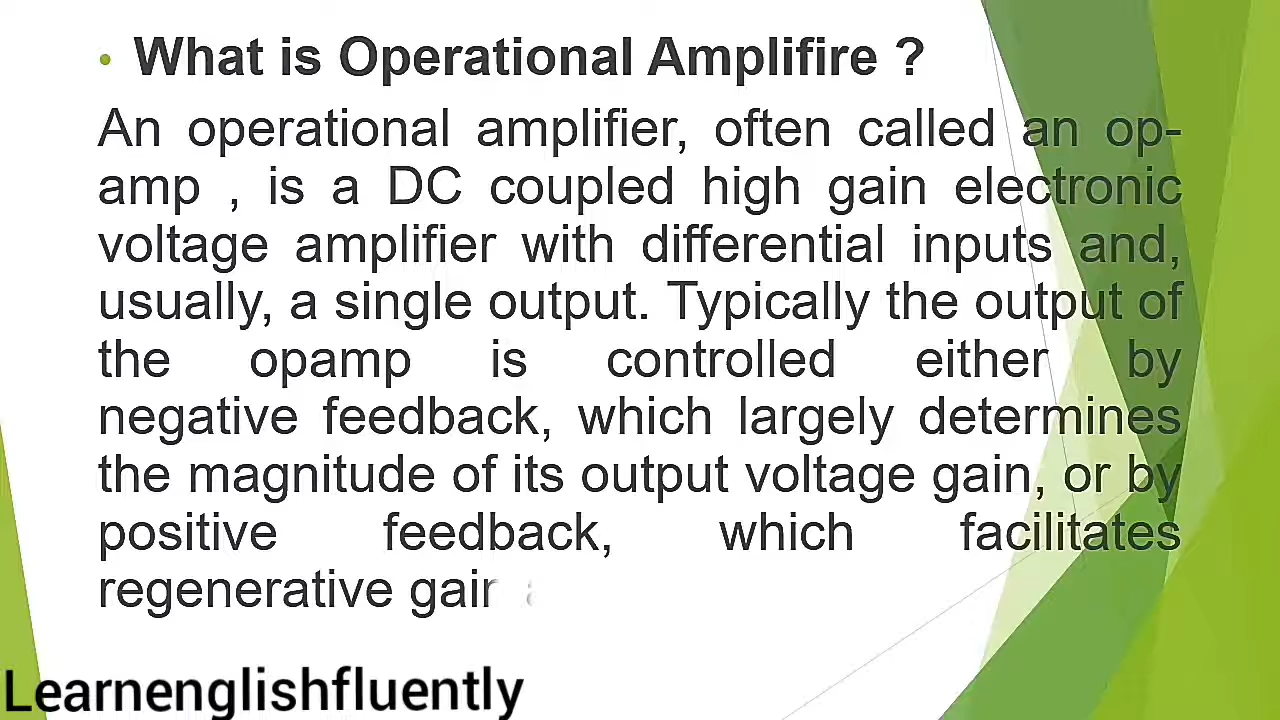 • What is Operational Amplifire ?
An operational amplifier, often called an op-
amp , is a DC coupled high gain electronic
voltage amplifier with differential inputs and,
usually, a single output. Typically the output of
the opamp is controlled either by
negative feedback, which largely determines
the magnitude of its output voltage gain, or by
positive feedback, which facilitates
regenerative gain
Learnenglishfluently